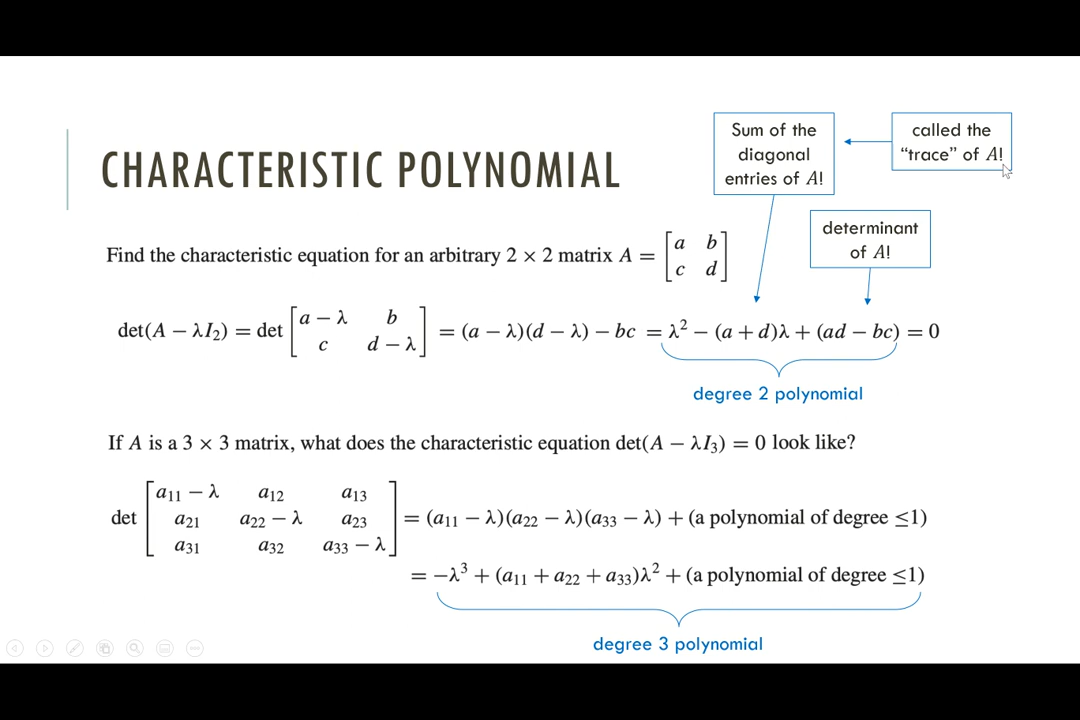 CHARACTERISTIC POLYNOMIAL
Sum of the
diagonal
entries of A!
called the
“trace” of A!
determinant
of A!
Find the characteristic equation for an arbitrary 2 × 2 matrix A = [a b
c d]
det(A − λI₂) = det [a − λ b
c d − λ] = (a − λ)(d − λ) − bc = λ² − (a + d)λ + (ad − bc) = 0
degree 2 polynomial
If A is a 3 × 3 matrix, what does the characteristic equation det(A − λI₃) = 0 look like?
det [a₁₁ − λ a₁₂ a₁₃
a₂₁ a₂₂ − λ a₂₃
a₃₁ a₃₂ a₃₃ − λ] = (a₁₁ − λ)(a₂₂ − λ)(a₃₃ − λ) + (a polynomial of degree ≤1)
= −λ³ + (a₁₁ + a₂₂ + a₃₃)λ² + (a polynomial of degree ≤1)
degree 3 polynomial